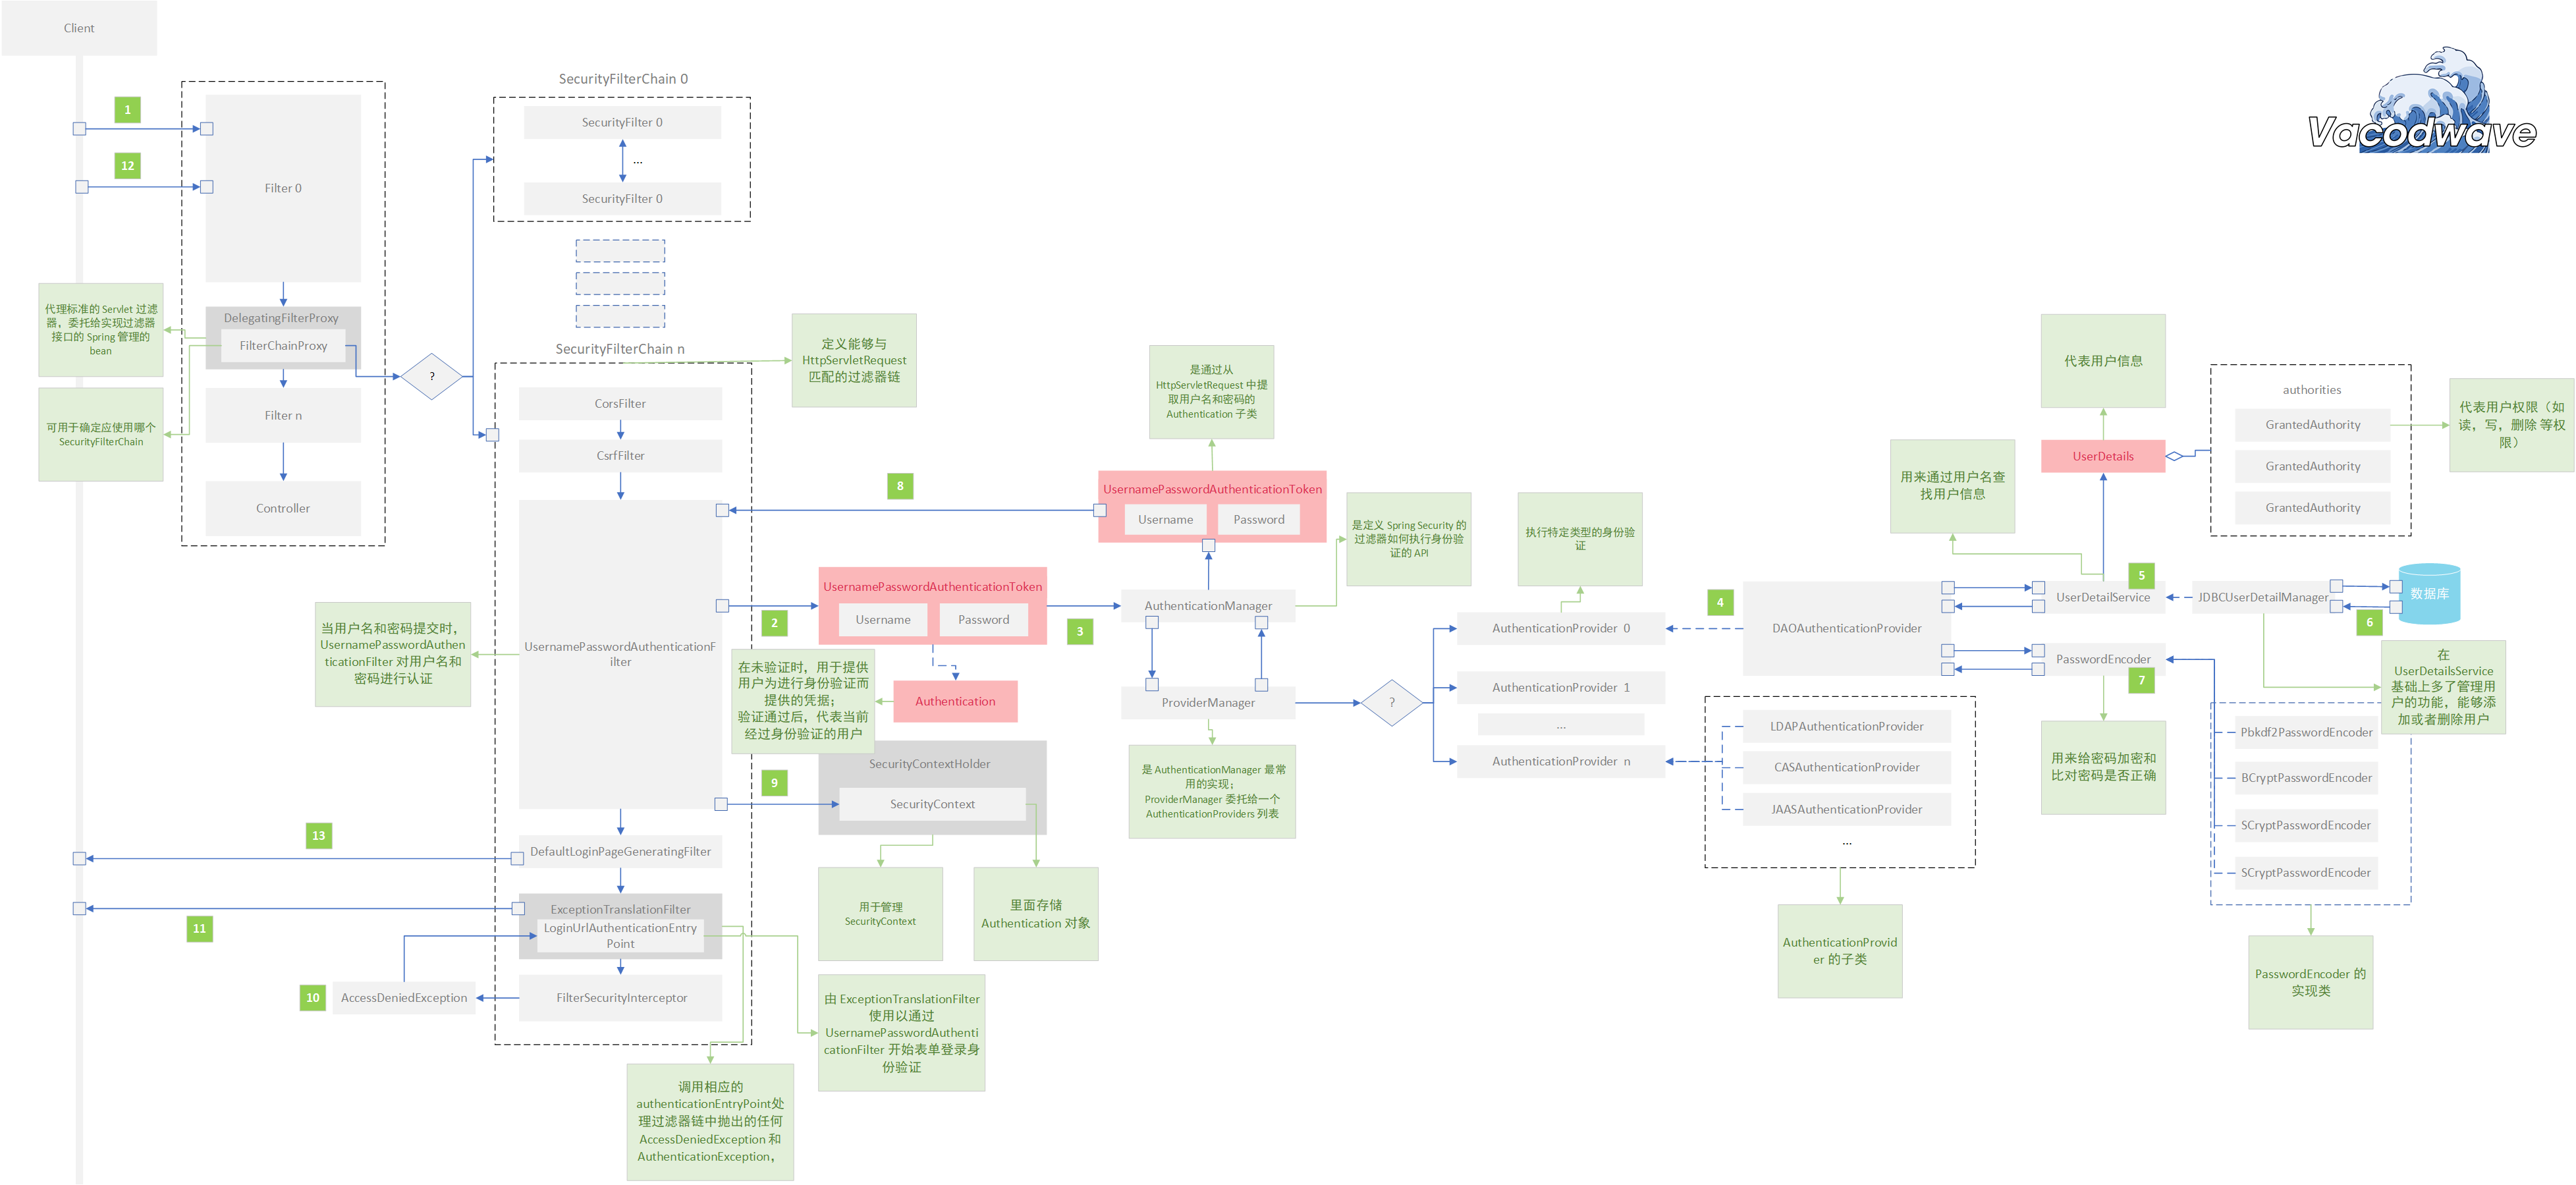 Client
1
12
Filter 0
代理标准的 Servlet 过滤
器，委托给实现过滤器
接口的 Spring 管理的
bean
DelegatingFilterProxy
FilterChainProxy
可用于确定应使用哪个
SecurityFilterChain
Filter n
Controller
?
SecurityFilterChain 0
SecurityFilter 0
...
SecurityFilter 0
SecurityFilterChain n
定义能够与
HttpServletRequest
匹配的过滤器链
CorsFilter
CsrfFilter
UsernamePasswordAuthenticationF
ilter
当用户名和密码提交时，
UsernamePasswordAuthen
ticationFilter 对用户名和
密码进行认证
DefaultLoginPageGeneratingFilter
13
ExceptionTranslationFilter
LoginUrlAuthenticationEntry
Point
11
10
AccessDeniedException
FilterSecurityInterceptor
调用相应的
authenticationEntryPoint处
理过滤器链中抛出的任何
AccessDeniedException 和
AuthenticationException，
由 ExceptionTranslationFilter
使用以通过
UsernamePasswordAuthenti
cationFilter 开始表单登录身
份验证
8
2
UsernamePasswordAuthenticationToken
Username
Password
3
Authentication
在未验证时，用于提供
用户为进行身份验证而
提供的凭据；
验证通过后，代表当前
经过身份验证的用户
9
SecurityContextHolder
SecurityContext
用于管理
SecurityContext
里面存储
Authentication 对象
是通过从
HttpServletRequest 中提
取用户名和密码的
Authentication 子类
UsernamePasswordAuthenticationToken
Username
Password
是定义 Spring Security 的
过滤器如何执行身份验
证的 API
AuthenticationManager
ProviderManager
是 AuthenticationManager 最常
用的实现；
ProviderManager 委托给一个
AuthenticationProviders 列表
?
执行特定类型的身份验
证
AuthenticationProvider 0
AuthenticationProvider 1
...
AuthenticationProvider n
4
DAOAuthenticationProvider
LDAPAuthenticationProvider
CASAuthenticationProvider
JAASAuthenticationProvider
...
AuthenticationProvid
er 的子类
代表用户信息
UserDetails
用来通过用户名查
找用户信息
5
UserDetailService
PasswordEncoder
7
用来给密码加密和
比对密码是否正确
authorities
GrantedAuthority
GrantedAuthority
GrantedAuthority
代表用户权限（如
读，写，删除 等权
限）
JDBCUserDetailManager
数据库
6
在
UserDetailsService
基础上多了管理用
户的功能，能够添
加或者删除用户
Pbkdf2PasswordEncoder
BCryptPasswordEncoder
SCryptPasswordEncoder
SCryptPasswordEncoder
PasswordEncoder 的
实现类
Vacodwave